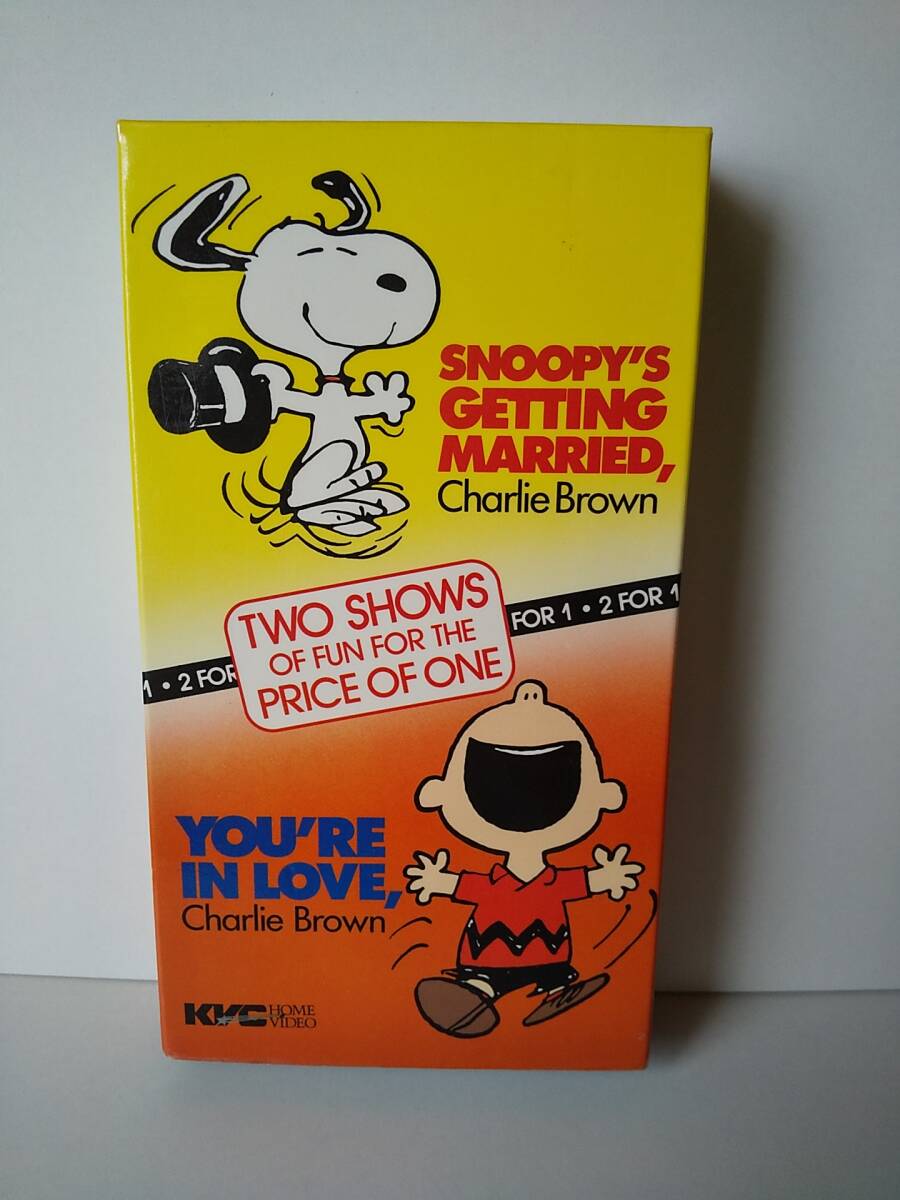 SNOOPY'S
GETTING
MARRIED,
Charlie Brown
TWO SHOWS
OF FUN FOR THE
PRICE OF ONE
1 • 2 FOR
FOR 1 • 2 FOR 1
YOU'RE
IN LOVE,
Charlie Brown
KVC HOME
VIDEO